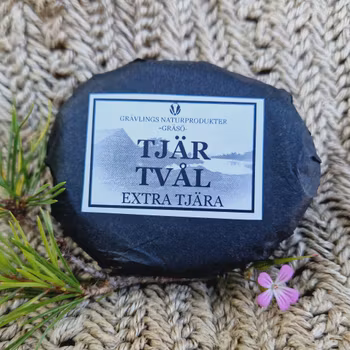 GRÄVLINGS NATURPRODUKTER
-GRÄSÖ-
TJÄR
TVÅL
EXTRA TJÄRA